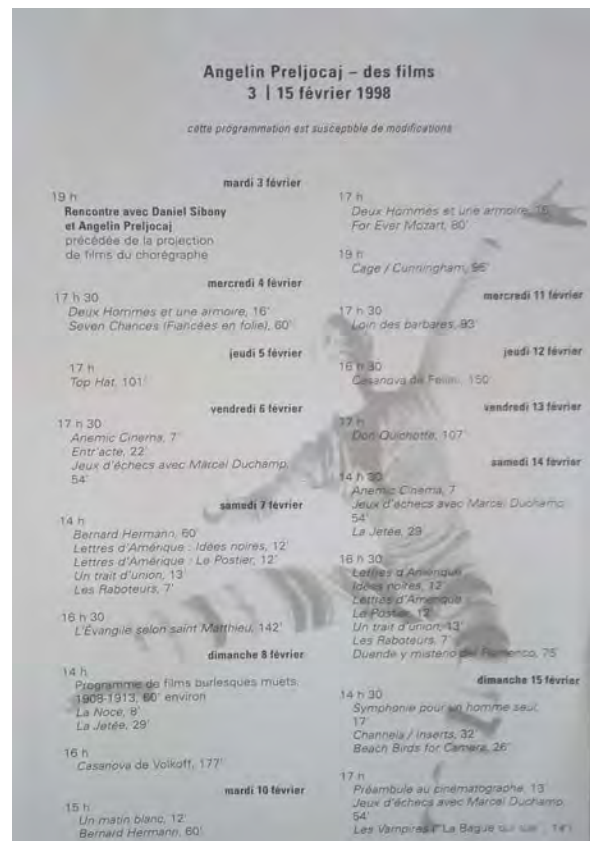 Angelin Preljocaj – des films
3 | 15 février 1998
cette programmation est susceptible de modifications
mardi 3 février
19 h
Rencontre avec Daniel Sibony
et Angelin Preljocaj
précédée de la projection
de films du chorégraphe
mercredi 4 février
17 h 30
Deux Hommes et une armoire, 16'
Seven Chances (Fiancées en folie), 60'
jeudi 5 février
17 h
Top Hat, 101'
vendredi 6 février
17 h 30
Anemic Cinema, 7'
Entr'acte, 22'
Jeux d'échecs avec Marcel Duchamp,
54'
samedi 7 février
14 h
Bernard Hermann, 60'
Lettres d'Amérique : Idées noires, 12'
Lettres d'Amérique : Le Postier, 12'
Un trait d'union, 13'
Les Raboteurs, 7'
16 h 30
L'Évangile selon saint Matthieu, 142'
dimanche 8 février
14 h
Programme de films burlesques muets,
1908-1913, 60' environ
La Noce, 8'
La Jetée, 29'
16 h
Casanova de Volkoff, 177'
mardi 10 février
15 h
Un matin blanc, 12'
Bernard Hermann, 60'
17 h
Deux Hommes et une armoire, 16'
For Ever Mozart, 80'
19 h
Cage / Cunningham, 95'
mercredi 11 février
17 h 30
Loin des barbares, 93'
jeudi 12 février
16 h 30
Casanova de Fellini, 150'
vendredi 13 février
17 h
Don Quichotte, 107'
samedi 14 février
14 h 30
Anemic Cinema, 7'
Jeux d'échecs avec Marcel Duchamp,
54'
La Jetée, 29'
16 h 30
Lettres d'Amérique
Idées noires, 12'
Lettres d'Amérique
Le Postier, 12'
Un trait d'union, 13'
Les Raboteurs, 7'
Duende y misterio del flamenco, 75'
dimanche 15 février
14 h 30
Symphonie pour un homme seul,
17'
Channels / Inserts, 32'
Beach Birds for Camera, 26'
17 h
Préambule au cinématographe, 13'
Jeux d'échecs avec Marcel Duchamp,
54'
Les Vampires ("La Bague qui tue